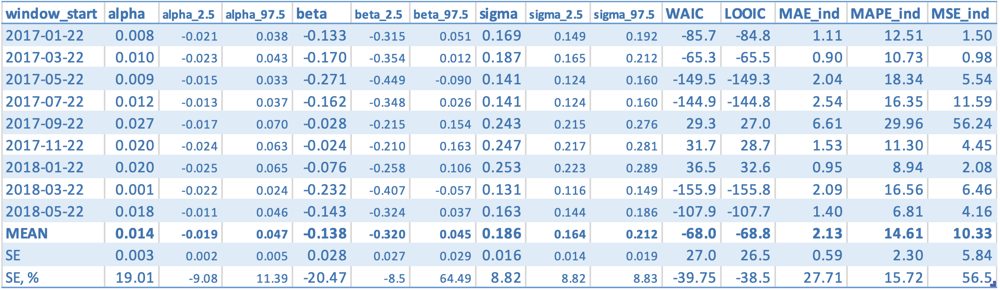 window_start alpha alpha_2.5 alpha_97.5 beta beta_2.5 beta_97.5 sigma sigma_2.5 sigma_97.5 WAIC LOOIC MAE_ind MAPE_ind MSE_ind
2017-01-22 0.008 -0.021 0.038 -0.133 -0.315 0.051 0.169 0.149 0.192 -85.7 -84.8 1.11 12.51 1.50
2017-03-22 0.010 -0.023 0.043 -0.170 -0.354 0.012 0.187 0.165 0.212 -65.3 -65.5 0.90 10.73 0.98
2017-05-22 0.009 -0.015 0.033 -0.271 -0.449 -0.090 0.141 0.124 0.160 -149.5 -149.3 2.04 18.34 5.54
2017-07-22 0.012 -0.013 0.037 -0.162 -0.348 0.026 0.141 0.124 0.160 -144.9 -144.8 2.54 16.35 11.59
2017-09-22 0.027 -0.017 0.070 -0.028 -0.215 0.154 0.243 0.215 0.276 29.3 27.0 6.61 29.96 56.24
2017-11-22 0.020 -0.024 0.063 -0.024 -0.210 0.163 0.247 0.217 0.281 31.7 28.7 1.53 11.30 4.45
2018-01-22 0.020 -0.025 0.065 -0.076 -0.258 0.106 0.253 0.223 0.289 36.5 32.6 0.95 8.94 2.08
2018-03-22 0.001 -0.022 0.024 -0.232 -0.407 -0.057 0.131 0.116 0.149 -155.9 -155.8 2.09 16.56 6.46
2018-05-22 0.018 -0.011 0.046 -0.143 -0.324 0.037 0.163 0.144 0.186 -107.9 -107.7 1.40 6.81 4.16
MEAN 0.014 -0.019 0.047 -0.138 -0.320 0.045 0.186 0.164 0.212 -68.0 -68.8 2.13 14.61 10.33
SE 0.003 0.002 0.005 0.028 0.027 0.029 0.016 0.014 0.019 27.0 26.5 0.59 2.30 5.84
SE, % 19.01 -9.08 11.39 -20.47 -8.5 64.49 8.82 8.82 8.83 -39.75 -38.5 27.71 15.72 56.5